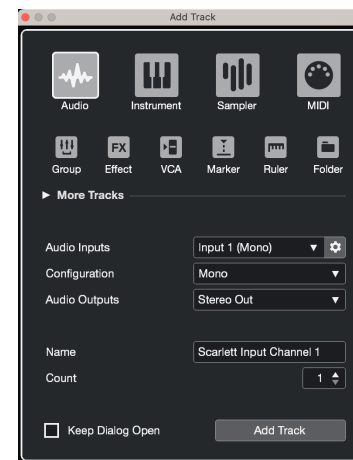 Add Track
Audio Instrument Sampler MIDI
FX
Group Effect VCA Marker Ruler Folder
More Tracks
Audio Inputs Input 1 (Mono)
Configuration Mono
Audio Outputs Stereo Out
Name Scarlett Input Channel 1
Count 1
Keep Dialog Open Add Track